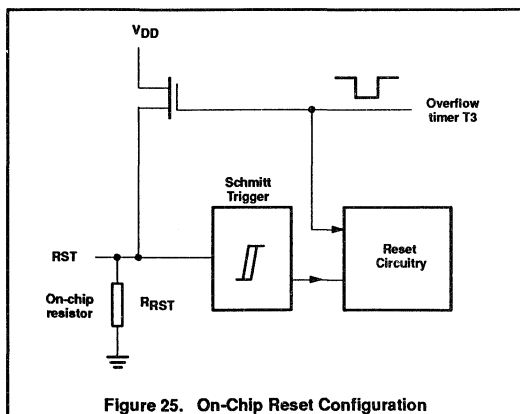 VDD
Overflow
timer T3
Schmitt
Trigger
Reset
Circuitry
RST
On-chip
resistor
RRST
Figure 25. On-Chip Reset Configuration